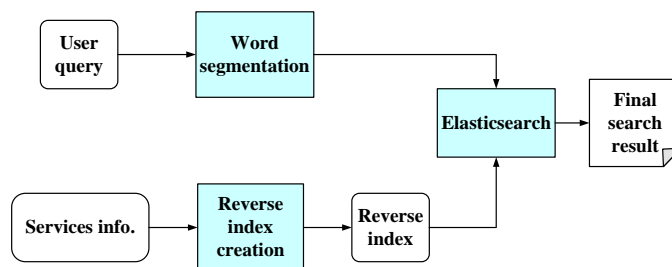 User
query
Word
segmentation
Elasticsearch
Final
search
result
Services info.
Reverse
index
creation
Reverse
index